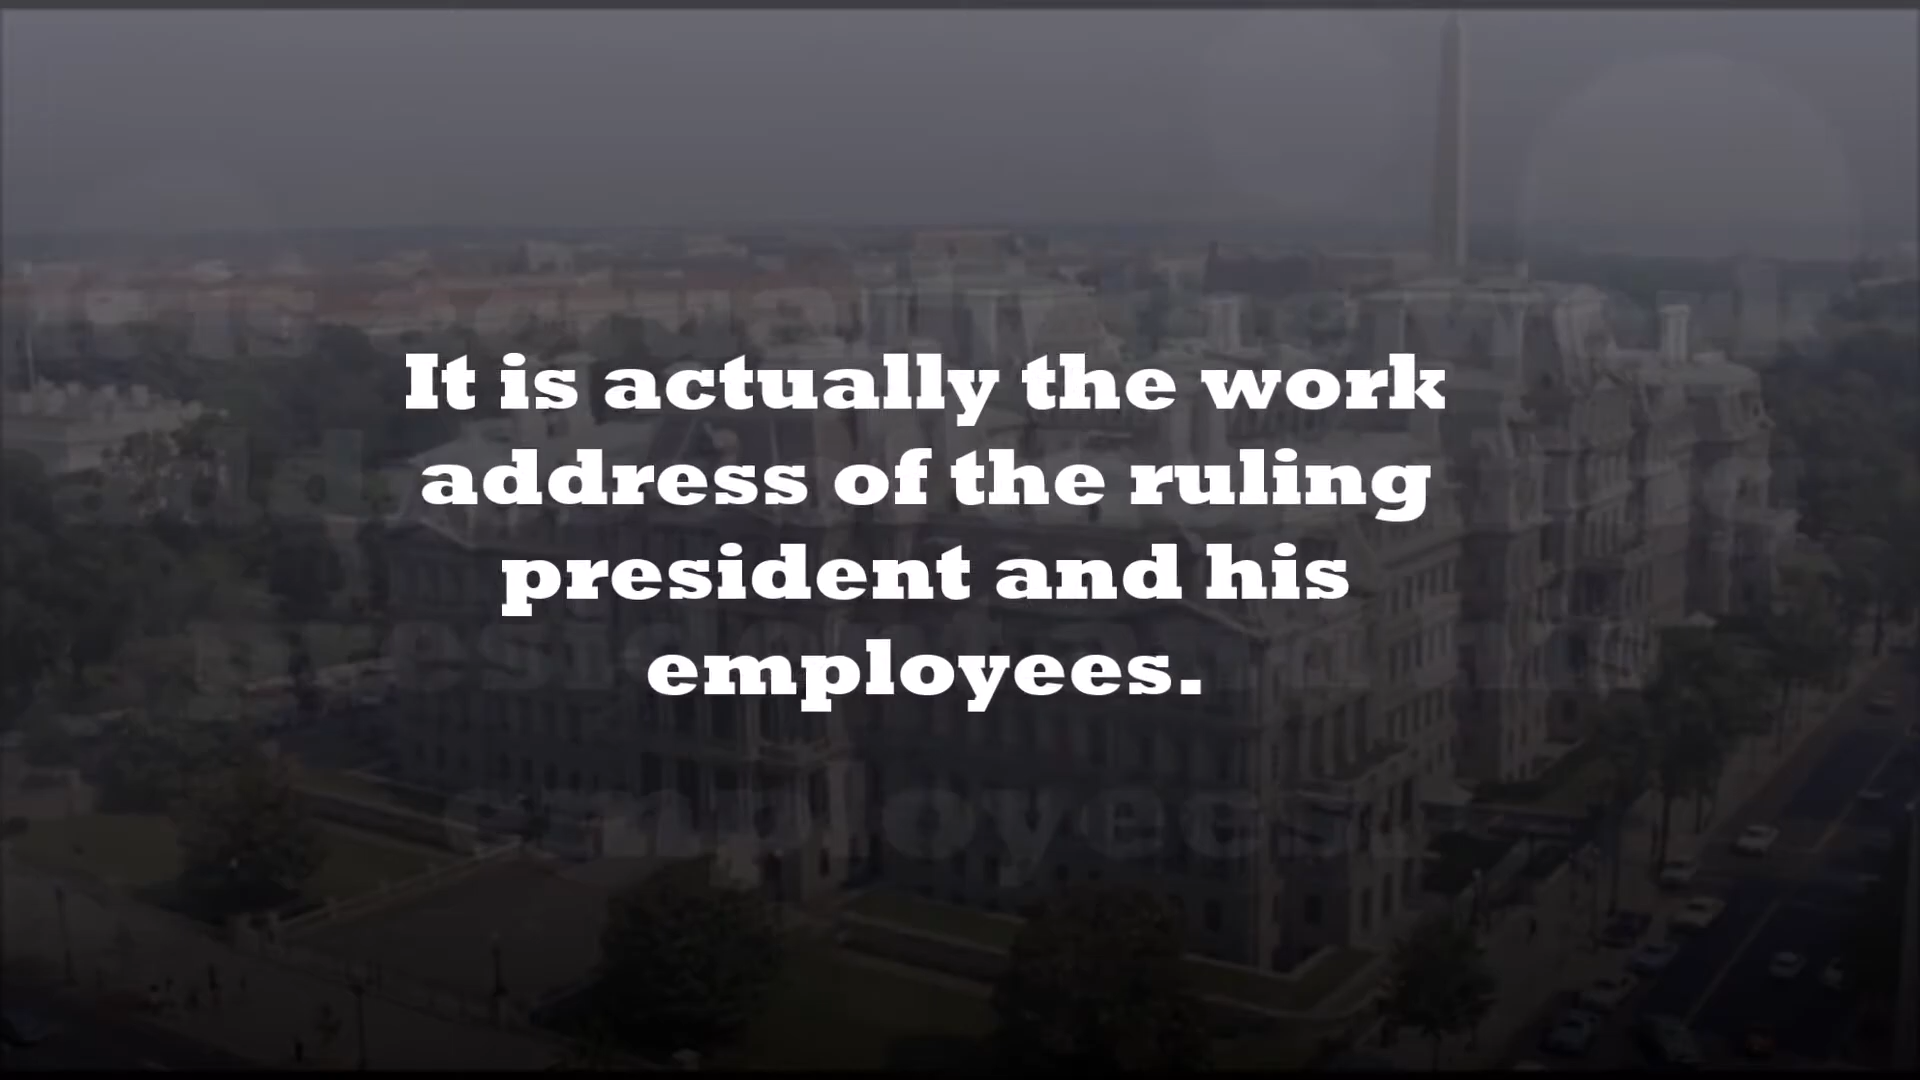 It is actually the work
address of the ruling
president and his
employees.